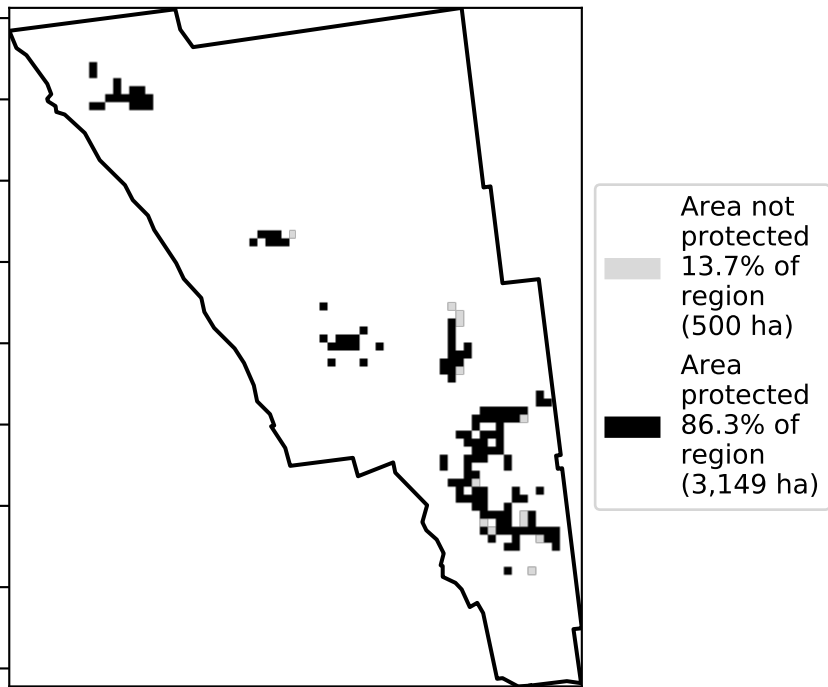 Area not
protected
13.7% of
region
(500 ha)
Area
protected
86.3% of
region
(3,149 ha)